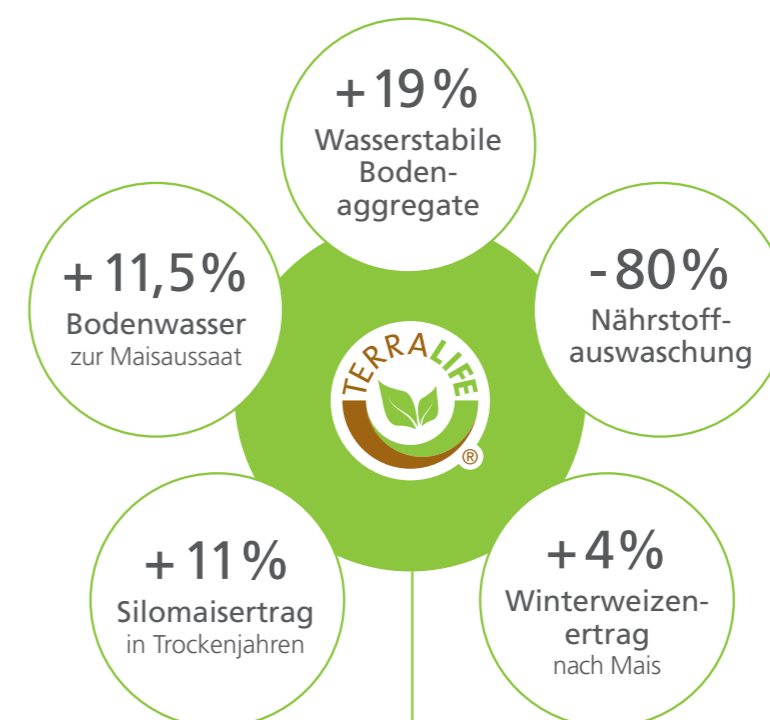 + 19 %
Wasserstabile
Boden-
aggregate
+ 11,5 %
Bodenwasser
zur Maisaussaat
- 80 %
Nährstoff-
auswaschung
TERRALIFE
®
+ 11 %
Silomaisertrag
in Trockenjahren
+ 4 %
Winterweizen-
ertrag
nach Mais